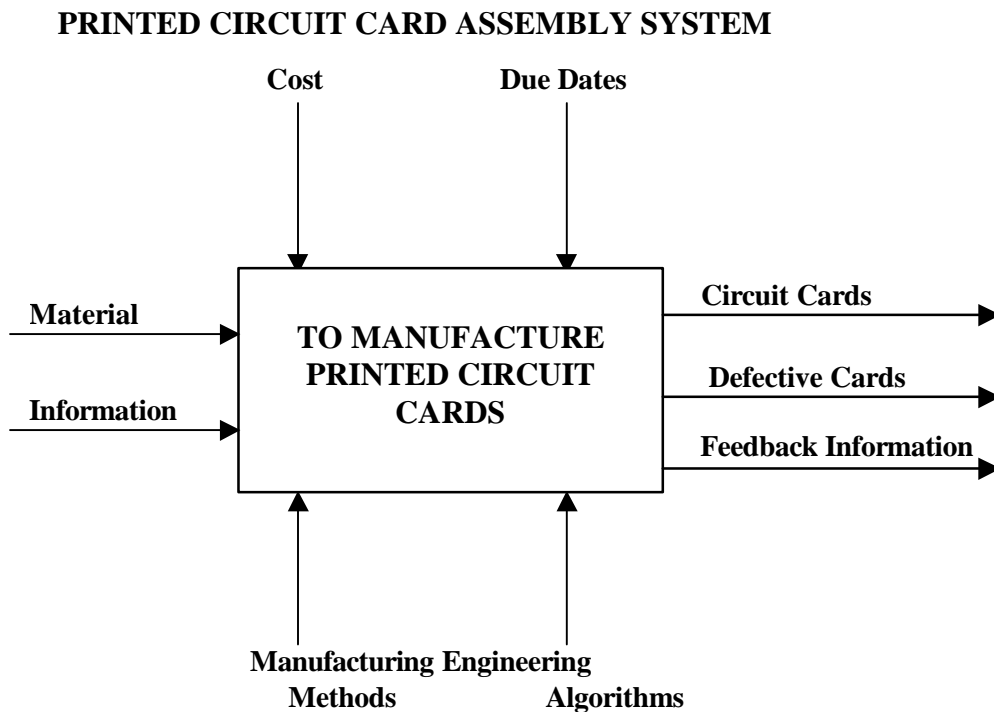 PRINTED CIRCUIT CARD ASSEMBLY SYSTEM
Cost
Due Dates
Material
Information
TO MANUFACTURE
PRINTED CIRCUIT
CARDS
Circuit Cards
Defective Cards
Feedback Information
Manufacturing Engineering
Methods
Algorithms